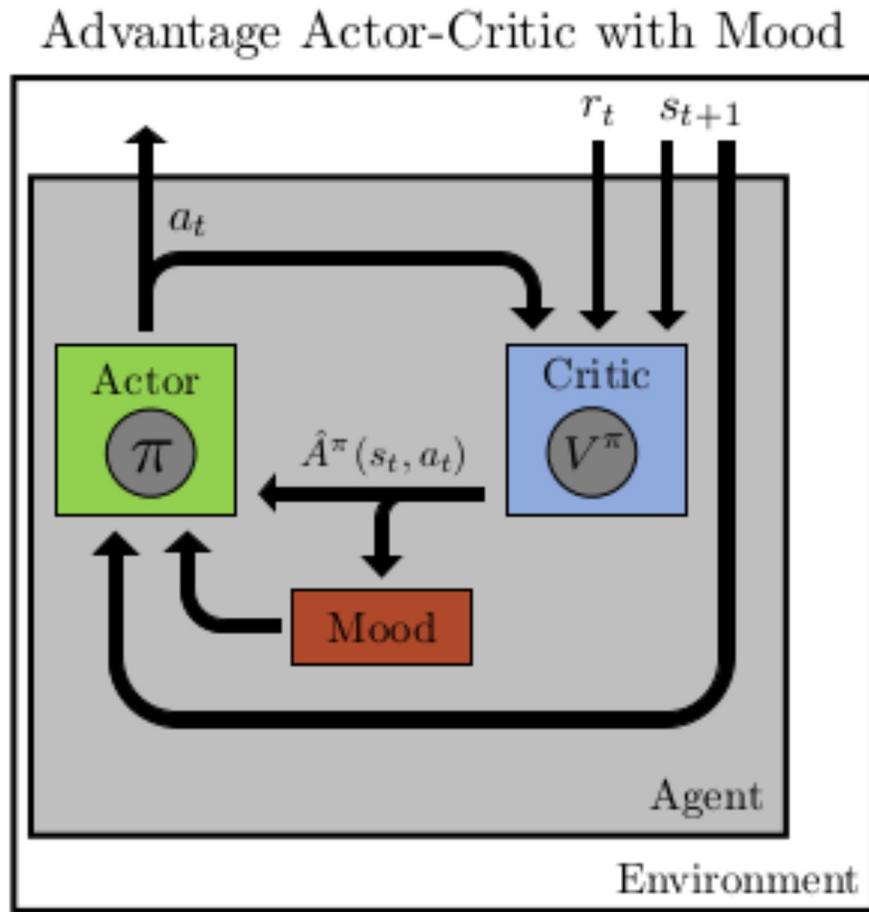 Advantage Actor-Critic with Mood
r_t s_{t+1}
a_t
Actor
Critic
π
V^π
Â^π(s_t, a_t)
Mood
Agent
Environment